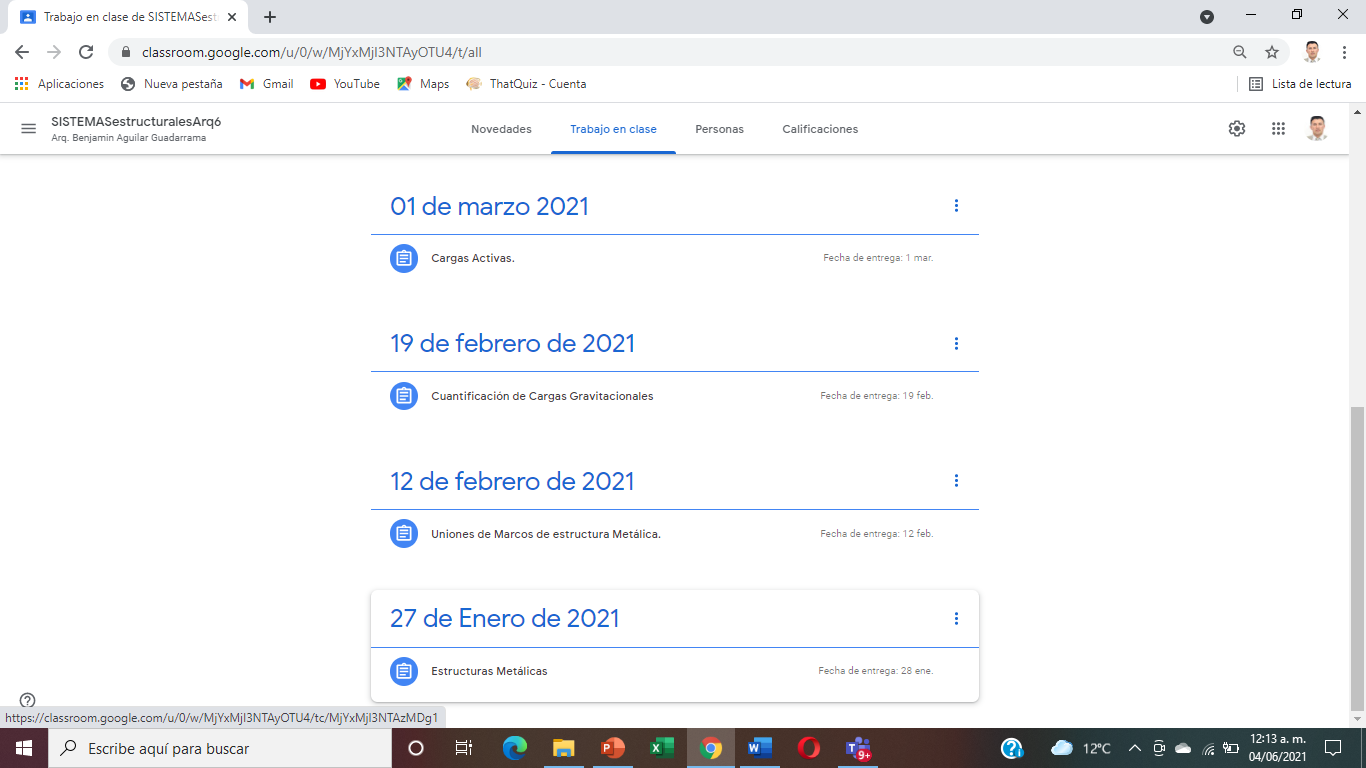 Trabajo en clase de SISTEMASest
classroom.google.com/u/0/w/MjYxMjI3NTAyOTU4/t/all
Aplicaciones
Nueva pestaña
Gmail
YouTube
Maps
ThatQuiz - Cuenta
Lista de lectura
SISTEMASestructuralesArq6
Arq. Benjamin Aguilar Guadarrama
Novedades
Trabajo en clase
Personas
Calificaciones
01 de marzo 2021
Cargas Activas.
Fecha de entrega: 1 mar.
19 de febrero de 2021
Cuantificación de Cargas Gravitacionales
Fecha de entrega: 19 feb.
12 de febrero de 2021
Uniones de Marcos de estructura Metálica.
Fecha de entrega: 12 feb.
27 de Enero de 2021
Estructuras Metálicas
Fecha de entrega: 28 ene.
https://classroom.google.com/u/0/w/MjYxMjI3NTAyOTU4/tc/MjYxMjI3NTAzMDg1
Escribe aquí para buscar
9+
12°C
12:13 a. m.
04/06/2021